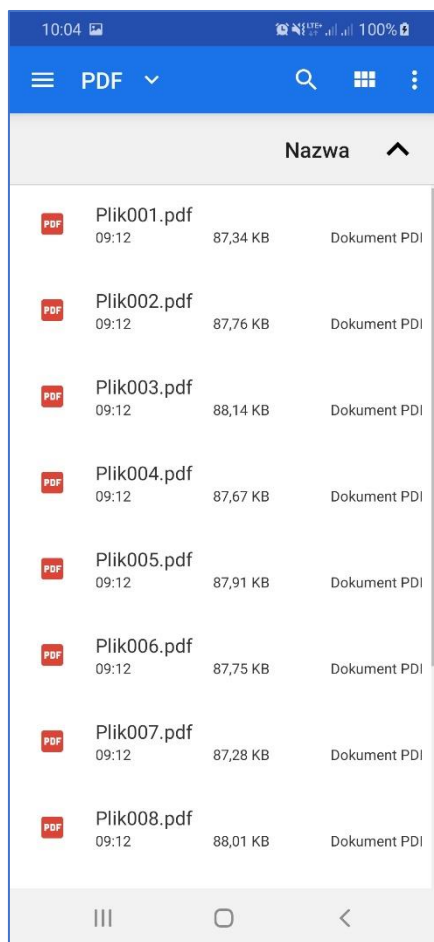 10:04 LTE+ 100%
PDF
Nazwa
PDF Plik001.pdf
09:12 87,34 KB Dokument PDI
PDF Plik002.pdf
09:12 87,76 KB Dokument PDI
PDF Plik003.pdf
09:12 88,14 KB Dokument PDI
PDF Plik004.pdf
09:12 87,67 KB Dokument PDI
PDF Plik005.pdf
09:12 87,91 KB Dokument PDI
PDF Plik006.pdf
09:12 87,75 KB Dokument PDI
PDF Plik007.pdf
09:12 87,28 KB Dokument PDI
PDF Plik008.pdf
09:12 88,01 KB Dokument PDI